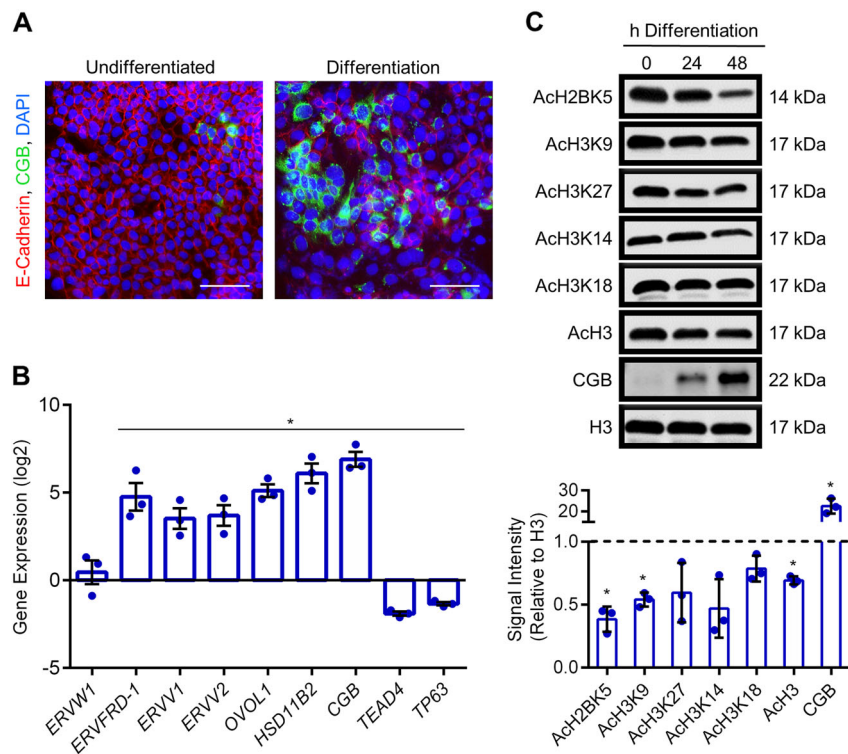 A
Undifferentiated
Differentiation
E-Cadherin, CGB, DAPI
B
Gene Expression (log2)
10
5
0
-5
*
ERVW1
ERVFRD-1
ERVV1
ERVV2
OVOL1
HSD11B2
CGB
TEAD4
TP63
C
h Differentiation
0 24 48
AcH2BK5 14 kDa
AcH3K9 17 kDa
AcH3K27 17 kDa
AcH3K14 17 kDa
AcH3K18 17 kDa
AcH3 17 kDa
CGB 22 kDa
H3 17 kDa
Signal Intensity
(Relative to H3)
30
20
1.0
0.5
0.0
* * * *
AcH2BK5
AcH3K9
AcH3K27
AcH3K14
AcH3K18
AcH3
CGB